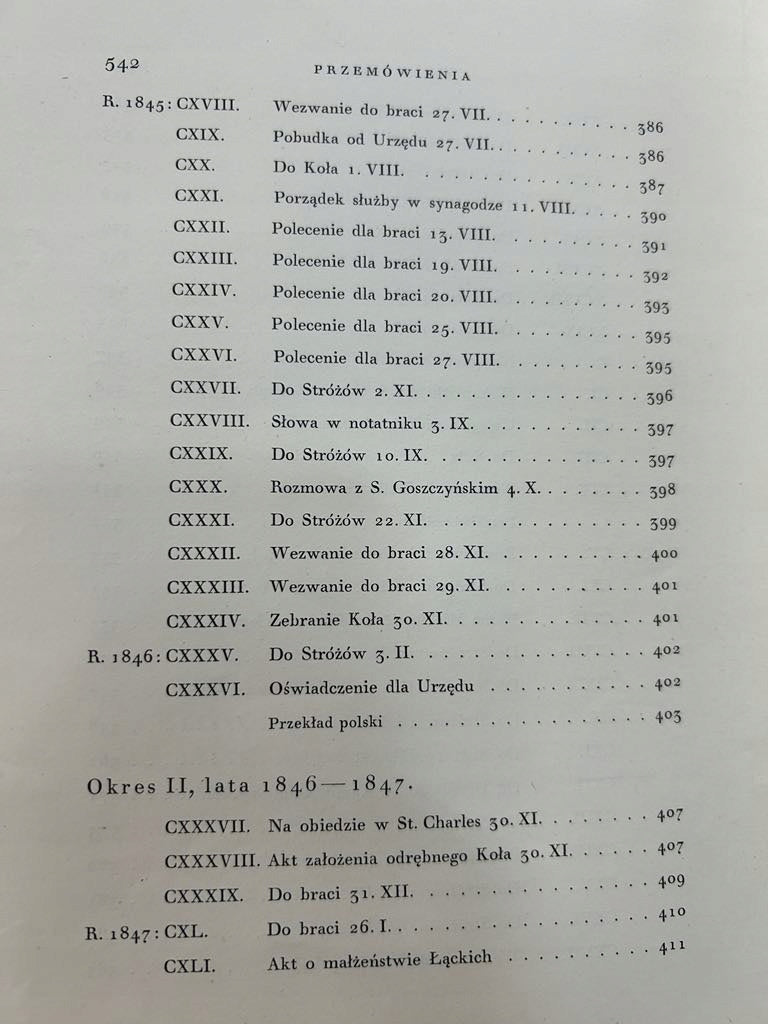 542 PRZEMÓWIENIA
R. 1845: CXVIII. Wezwanie do braci 27. VII. . . . . . . . . . . 386
CXIX. Pobudka od Urzędu 27. VII. . . . . . . . . . . 386
CXX. Do Koła 1. VIII. . . . . . . . . . . . . . . . 387
CXXI. Porządek służby w synagodze 11. VIII. . . . . 390
CXXII. Polecenie dla braci 13. VIII. . . . . . . . . . 391
CXXIII. Polecenie dla braci 19. VIII. . . . . . . . . . 392
CXXIV. Polecenie dla braci 20. VIII. . . . . . . . . . 393
CXXV. Polecenie dla braci 25. VIII. . . . . . . . . . 395
CXXVI. Polecenie dla braci 27. VIII. . . . . . . . . . 395
CXXVII. Do Stróżów 2. XI. . . . . . . . . . . . . . . . 396
CXXVIII. Słowa w notatniku 3. IX. . . . . . . . . . . . 397
CXXIX. Do Stróżów 10. IX. . . . . . . . . . . . . . . 397
CXXX. Rozmowa z S. Goszczyńskim 4. X. . . . . . . . 398
CXXXI. Do Stróżów 22. XI. . . . . . . . . . . . . . . 399
CXXXII. Wezwanie do braci 28. XI. . . . . . . . . . . 400
CXXXIII. Wezwanie do braci 29. XI. . . . . . . . . . . 401
CXXXIV. Zebranie Koła 30. XI. . . . . . . . . . . . . . 401
R. 1846: CXXXV. Do Stróżów 3. II. . . . . . . . . . . . . . . . 402
CXXXVI. Oświadczenie dla Urzędu . . . . . . . . . . . 402
Przekład polski . . . . . . . . . . . . . . . . . 403
Okres II, lata 1846—1847.
CXXXVII. Na obiedzie w St. Charles 30. XI. . . . . . . . 407
CXXXVIII. Akt założenia odrębnego Koła 30. XI. . . . . . 407
CXXXIX. Do braci 31. XII. . . . . . . . . . . . . . . . 409
R. 1847: CXL. Do braci 26. I. . . . . . . . . . . . . . . . . . 410
CXLI. Akt o małżeństwie Łąckich . . . . . . . . . . 411